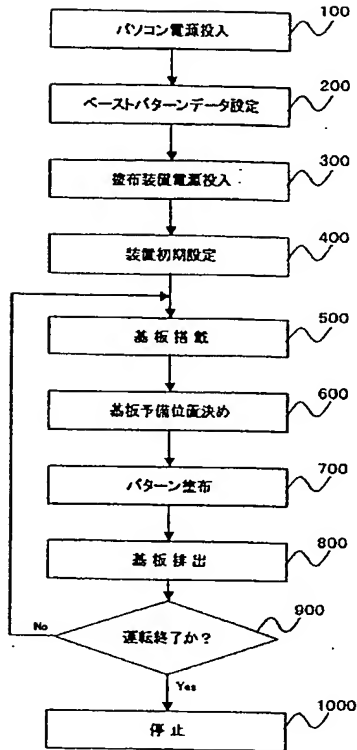 100
パソコン電源投入
200
ペーストパターンデータ設定
300
塗布装置電源投入
400
装置初期設定
500
基板搭載
600
基板予備位置決め
700
パターン塗布
800
基板排出
900
運転終了か?
No
Yes
1000
停止